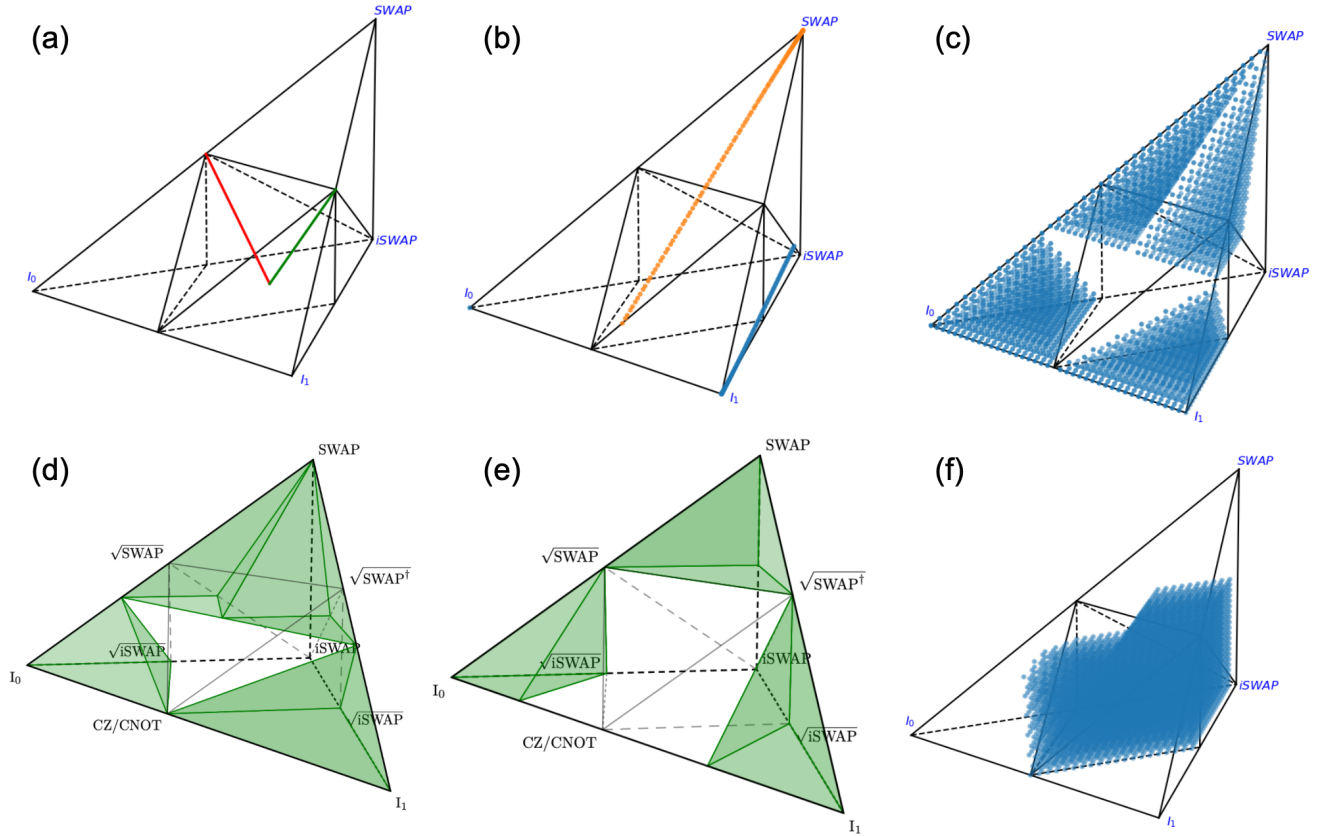 (a)
SWAP
I₀
iSWAP
I₁
(b)
SWAP
I₀
iSWAP
I₁
(c)
SWAP
I₀
iSWAP
I₁
(d)
SWAP
√SWAP
√SWAP†
√iSWAP
iSWAP
I₀
CZ/CNOT
√iSWAP
I₁
(e)
SWAP
√SWAP
√SWAP†
√iSWAP
iSWAP
I₀
CZ/CNOT
√iSWAP
I₁
(f)
SWAP
I₀
iSWAP
I₁